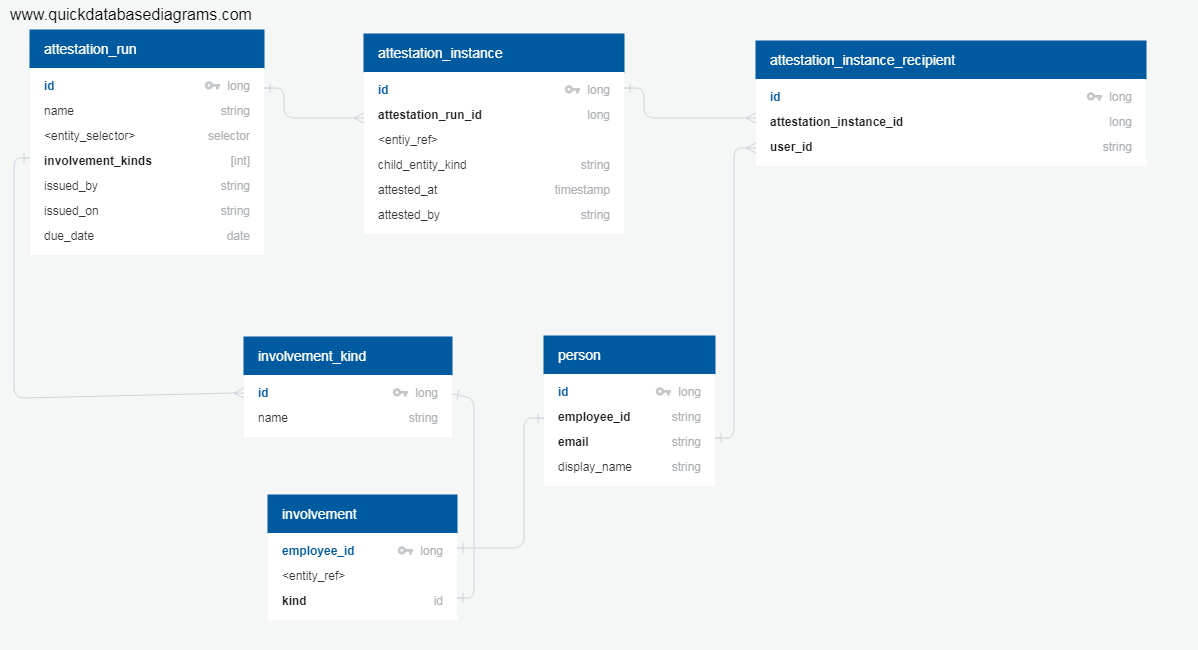 www.quickdatabasediagrams.com
attestation_run
id long
name string
<entity_selector> selector
involvement_kinds [int]
issued_by string
issued_on string
due_date date
attestation_instance
id long
attestation_run_id long
<entiy_ref>
child_entity_kind string
attested_at timestamp
attested_by string
attestation_instance_recipient
id long
attestation_instance_id long
user_id string
involvement_kind
id long
name string
person
id long
employee_id string
email string
display_name string
involvement
employee_id long
<entity_ref>
kind id